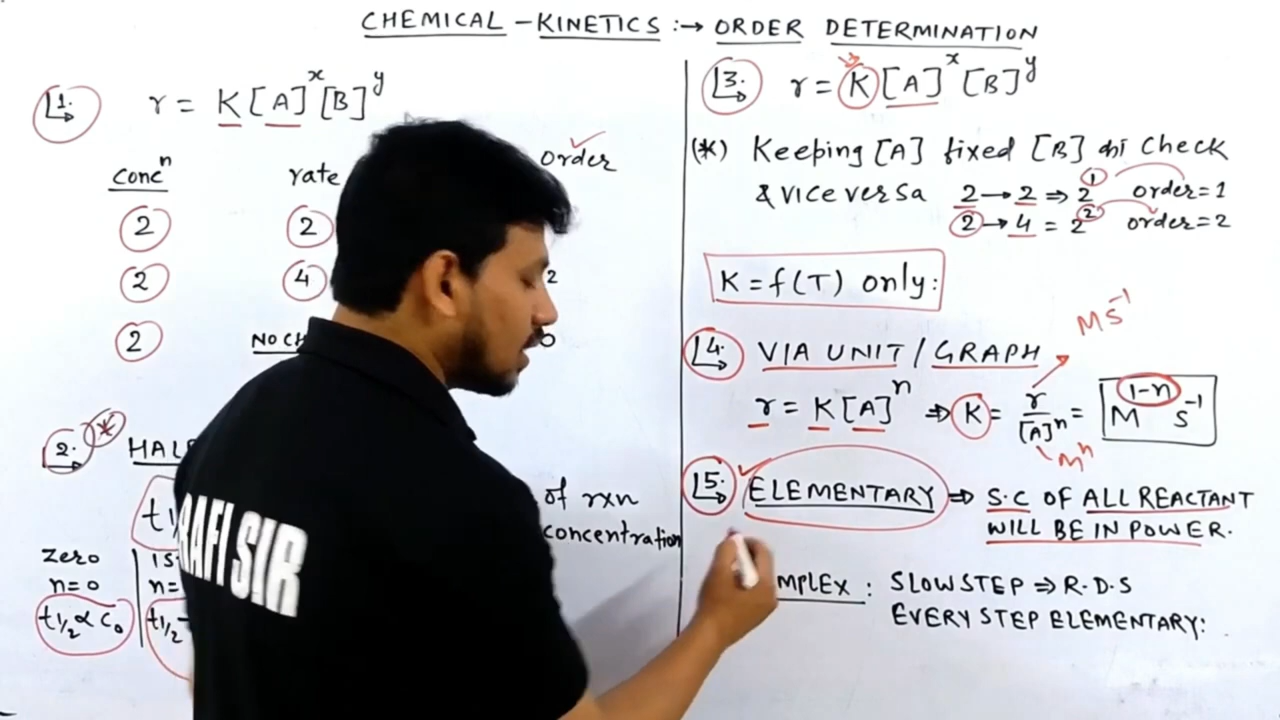 CHEMICAL - KINETICS :→ ORDER DETERMINATION
1. r = K [A]^x [B]^y
conc^n rate order
2 2
2 4 2
2 NO CH 0
2. * HAL
t1/ of rxn
concentration
zero 1s
n=0 n=
t1/2 ∝ C0 t1/2
3. r = K [A]^x [B]^y
(*) Keeping [A] fixed [B] का Check
& vice versa 2 → 2 ⇒ 2^1 order = 1
2 → 4 = 2^2 order = 2
K = f(T) only:
4. VIA UNIT / GRAPH MS^-1
r = K [A]^n ⇒ K = r/[A]^n = M^1-n S^-1
M^n
5. ELEMENTARY ⇒ S.C OF ALL REACTANT
WILL BE IN POWER.
MPLEX : SLOW STEP ⇒ R.D.S
EVERY STEP ELEMENTARY:
RAFI SIR